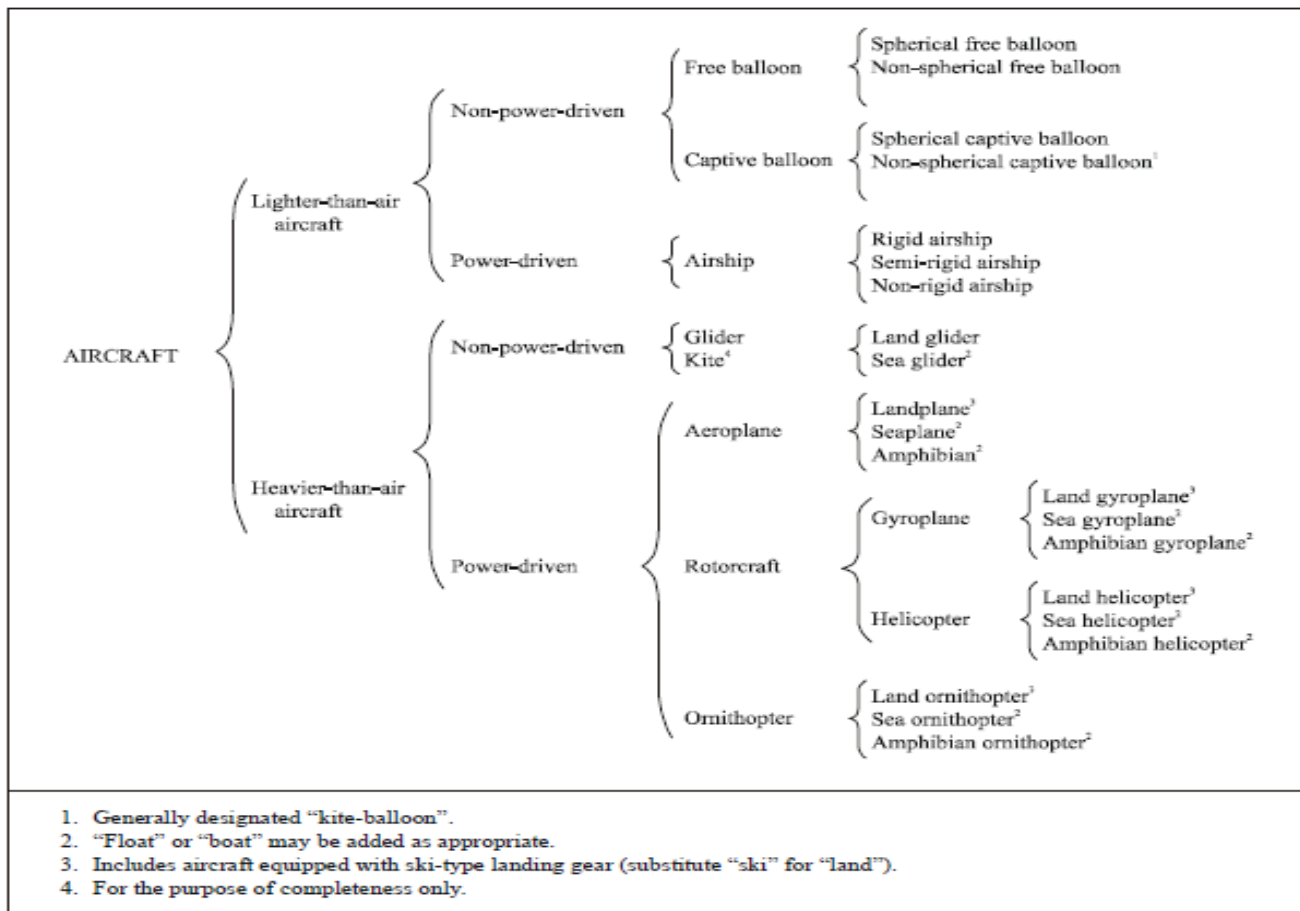 Spherical free balloon
Free balloon
Non-spherical free balloon
Non-power-driven
Spherical captive balloon
Captive balloon
Non-spherical captive balloon¹
Lighter-than-air
aircraft
Rigid airship
Power-driven
Airship
Semi-rigid airship
Non-rigid airship
AIRCRAFT
Non-power-driven
Glider
Kite⁴
Land glider
Sea glider²
Landplane³
Aeroplane
Seaplane²
Amphibian²
Heavier-than-air
aircraft
Gyroplane
Land gyroplane³
Sea gyroplane³
Amphibian gyroplane²
Power-driven
Rotorcraft
Helicopter
Land helicopter³
Sea helicopter³
Amphibian helicopter²
Ornithopter
Land ornithopter³
Sea ornithopter²
Amphibian ornithopter²
1. Generally designated “kite-balloon”.
2. “Float” or “boat” may be added as appropriate.
3. Includes aircraft equipped with ski-type landing gear (substitute “ski” for “land”).
4. For the purpose of completeness only.